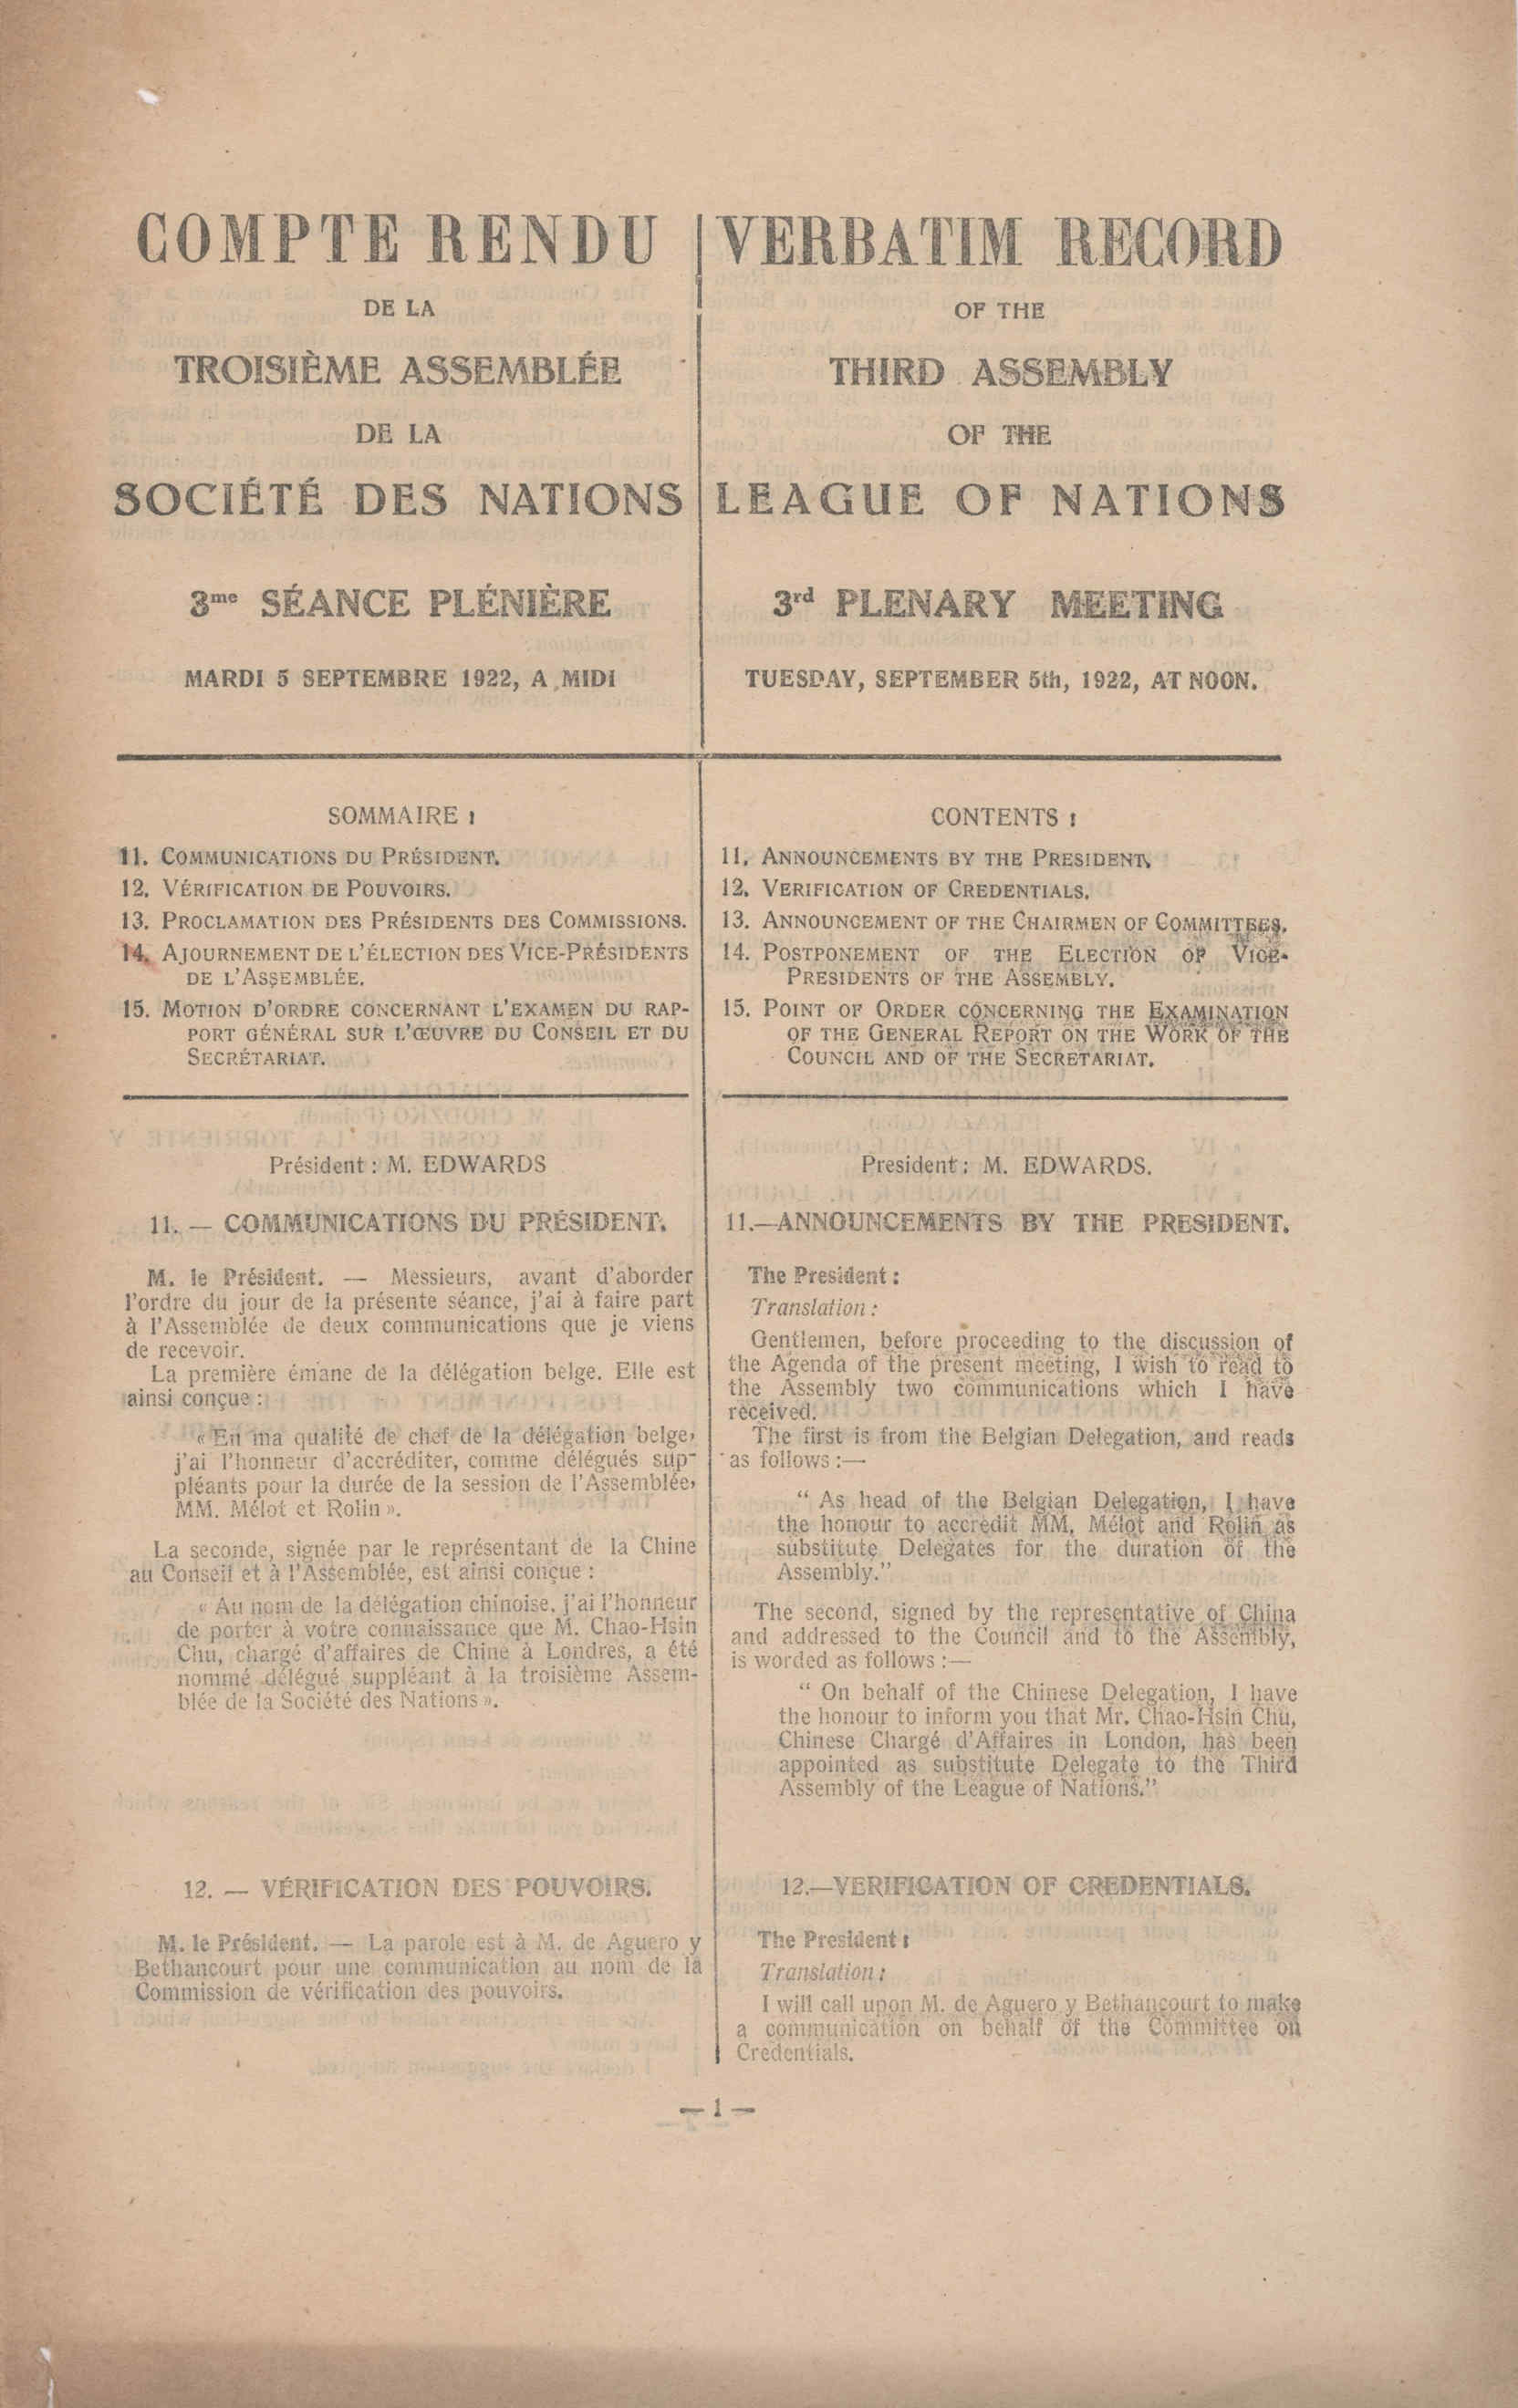 COMPTE RENDU
DE LA
TROISIÈME ASSEMBLÉE
DE LA
SOCIÉTÉ DES NATIONS
3me SÉANCE PLÉNIÈRE
MARDI 5 SEPTEMBRE 1922, A MIDI
VERBATIM RECORD
OF THE
THIRD ASSEMBLY
OF THE
LEAGUE OF NATIONS
3rd PLENARY MEETING
TUESDAY, SEPTEMBER 5th, 1922, AT NOON.
SOMMAIRE :
11. COMMUNICATIONS DU PRÉSIDENT.
12. VÉRIFICATION DE POUVOIRS.
13. PROCLAMATION DES PRÉSIDENTS DES COMMISSIONS.
14. AJOURNEMENT DE L'ÉLECTION DES VICE-PRÉSIDENTS
DE L'ASSEMBLÉE.
15. MOTION D'ORDRE CONCERNANT L'EXAMEN DU RAP-
PORT GÉNÉRAL SUR L'ŒUVRE DU CONSEIL ET DU
SECRÉTARIAT.
CONTENTS :
11. ANNOUNCEMENTS BY THE PRESIDENT.
12. VERIFICATION OF CREDENTIALS.
13. ANNOUNCEMENT OF THE CHAIRMEN OF COMMITTEES.
14. POSTPONEMENT OF THE ELECTION OF VICE-
PRESIDENTS OF THE ASSEMBLY.
15. POINT OF ORDER CONCERNING THE EXAMINATION
OF THE GENERAL REPORT ON THE WORK OF THE
COUNCIL AND OF THE SECRETARIAT.
Président : M. EDWARDS
11. — COMMUNICATIONS DU PRÉSIDENT.
M. le Président. — Messieurs, avant d'aborder
l'ordre du jour de la présente séance, j'ai à faire part
à l'Assemblée de deux communications que je viens
de recevoir.
La première émane de la délégation belge. Elle est
ainsi conçue :
« En ma qualité de chef de la délégation belge,
j'ai l'honneur d'accréditer, comme délégués sup-
pléants pour la durée de la session de l'Assemblée,
MM. Mélot et Rolin ».
La seconde, signée par le représentant de la Chine
au Conseil et à l'Assemblée, est ainsi conçue :
« Au nom de la délégation chinoise, j'ai l'honneur
de porter à votre connaissance que M. Chao-Hsin
Chu, chargé d'affaires de Chine à Londres, a été
nommé délégué suppléant à la troisième Assem-
blée de la Société des Nations ».
12. — VÉRIFICATION DES POUVOIRS.
M. le Président. — La parole est à M. de Aguero y
Bethancourt pour une communication au nom de la
Commission de vérification des pouvoirs.
President : M. EDWARDS.
11.—ANNOUNCEMENTS BY THE PRESIDENT.
The President :
Translation :
Gentlemen, before proceeding to the discussion of
the Agenda of the present meeting, I wish to read to
the Assembly two communications which I have
received.
The first is from the Belgian Delegation, and reads
as follows :—
" As head of the Belgian Delegation, I have
the honour to accredit MM, Mélot and Rolin as
substitute Delegates for the duration of the
Assembly."
The second, signed by the representative of China
and addressed to the Council and to the Assembly,
is worded as follows :—
" On behalf of the Chinese Delegation, I have
the honour to inform you that Mr. Chao-Hsin Chu,
Chinese Chargé d'Affaires in London, has been
appointed as substitute Delegate to the Third
Assembly of the League of Nations."
12.—VERIFICATION OF CREDENTIALS.
The President :
Translation :
I will call upon M. de Aguero y Bethancourt to make
a communication on behalf of the Committee on
Credentials.
— 1 —